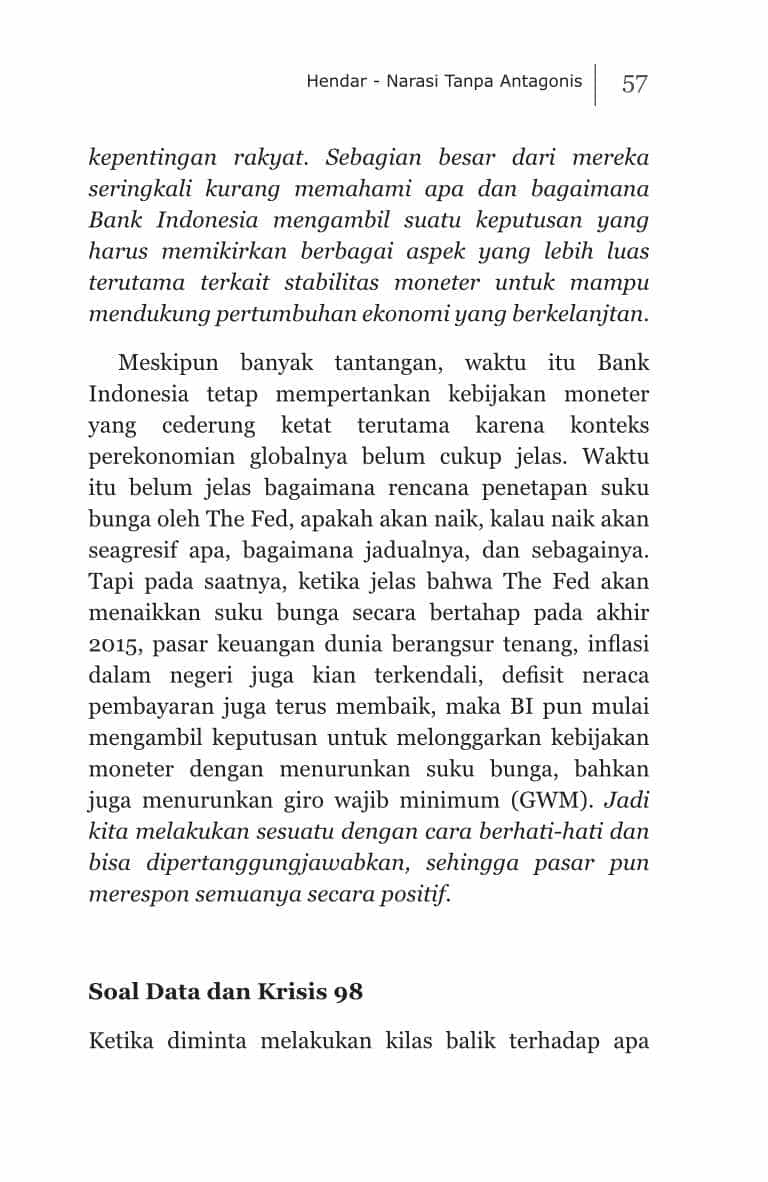 Hendar - Narasi Tanpa Antagonis 57
kepentingan rakyat. Sebagian besar dari mereka
seringkali kurang memahami apa dan bagaimana
Bank Indonesia mengambil suatu keputusan yang
harus memikirkan berbagai aspek yang lebih luas
terutama terkait stabilitas moneter untuk mampu
mendukung pertumbuhan ekonomi yang berkelanjtan.
Meskipun banyak tantangan, waktu itu Bank
Indonesia tetap mempertankan kebijakan moneter
yang cederung ketat terutama karena konteks
perekonomian globalnya belum cukup jelas. Waktu
itu belum jelas bagaimana rencana penetapan suku
bunga oleh The Fed, apakah akan naik, kalau naik akan
seagresif apa, bagaimana jadualnya, dan sebagainya.
Tapi pada saatnya, ketika jelas bahwa The Fed akan
menaikkan suku bunga secara bertahap pada akhir
2015, pasar keuangan dunia berangsur tenang, inflasi
dalam negeri juga kian terkendali, defisit neraca
pembayaran juga terus membaik, maka BI pun mulai
mengambil keputusan untuk melonggarkan kebijakan
moneter dengan menurunkan suku bunga, bahkan
juga menurunkan giro wajib minimum (GWM). Jadi
kita melakukan sesuatu dengan cara berhati-hati dan
bisa dipertanggungjawabkan, sehingga pasar pun
merespon semuanya secara positif.
Soal Data dan Krisis 98
Ketika diminta melakukan kilas balik terhadap apa